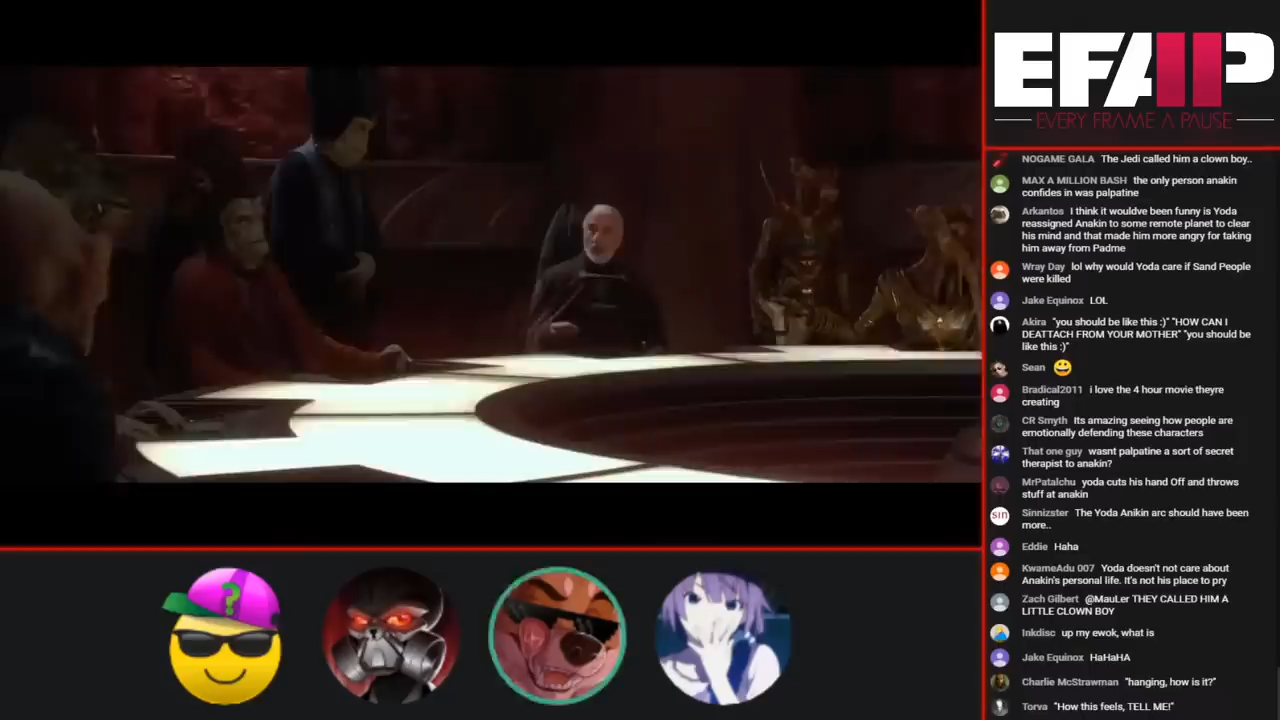 EFAP
EVERY FRAME A PAUSE
NOGAME GALA The Jedi called him a clown boy..
MAX A MILLION BASH the only person anakin
confides in was palpatine
Arkantos I think it wouldve been funny is Yoda
reassigned Anakin to some remote planet to clear
his mind and that made him more angry for taking
him away from Padme
Wray Day lol why would Yoda care if Sand People
were killed
Jake Equinox LOL
Akira "you should be like this :)" "HOW CAN I
DEATTACH FROM YOUR MOTHER" "you should be
like this :)"
Sean 😀
Bradical2011 i love the 4 hour movie theyre
creating
CR Smyth Its amazing seeing how people are
emotionally defending these characters
That one guy wasnt palpatine a sort of secret
therapist to anakin?
MrPatalchu yoda cuts his hand Off and throws
stuff at anakin
sin Sinnizster The Yoda Anikin arc should have been
more..
Eddie Haha
KwameAdu 007 Yoda doesn't not care about
Anakin's personal life. It's not his place to pry
Zach Gilbert @MauLer THEY CALLED HIM A
LITTLE CLOWN BOY
Inkdisc up my ewok, what is
Jake Equinox HaHaHA
Charlie McStrawman "hanging, how is it?"
Torva "How this feels, TELL ME!"
?